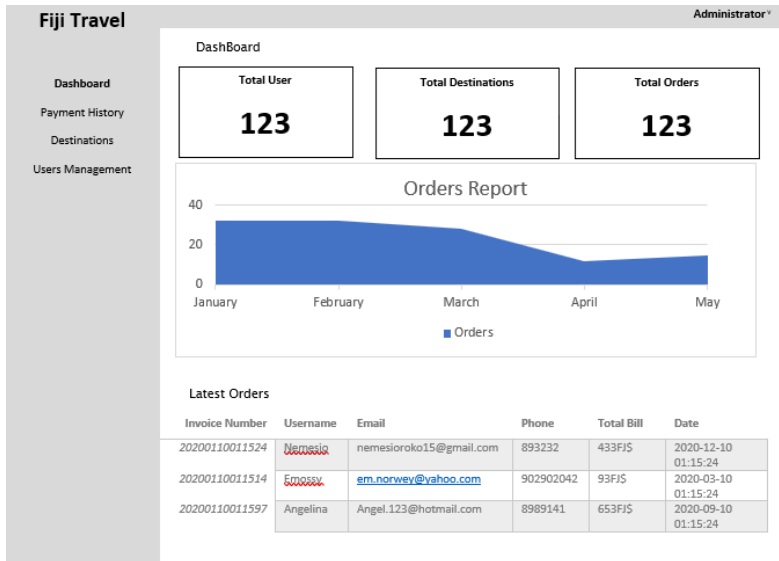 Fiji Travel
Administrator
Dashboard
Payment History
Destinations
Users Management
DashBoard
Total User
123
Total Destinations
123
Total Orders
123
Orders Report
40
20
0
January February March April May
Orders
Latest Orders
Invoice Number Username Email Phone Total Bill Date
20200110011524 Nemesio nemesioroko15@gmail.com 893232 433FJ$ 2020-12-10
01:15:24
20200110011514 Emossy em.norwey@yahoo.com 902902042 93FJ$ 2020-03-10
01:15:24
20200110011597 Angelina Angel.123@hotmail.com 8989141 653FJ$ 2020-09-10
01:15:24